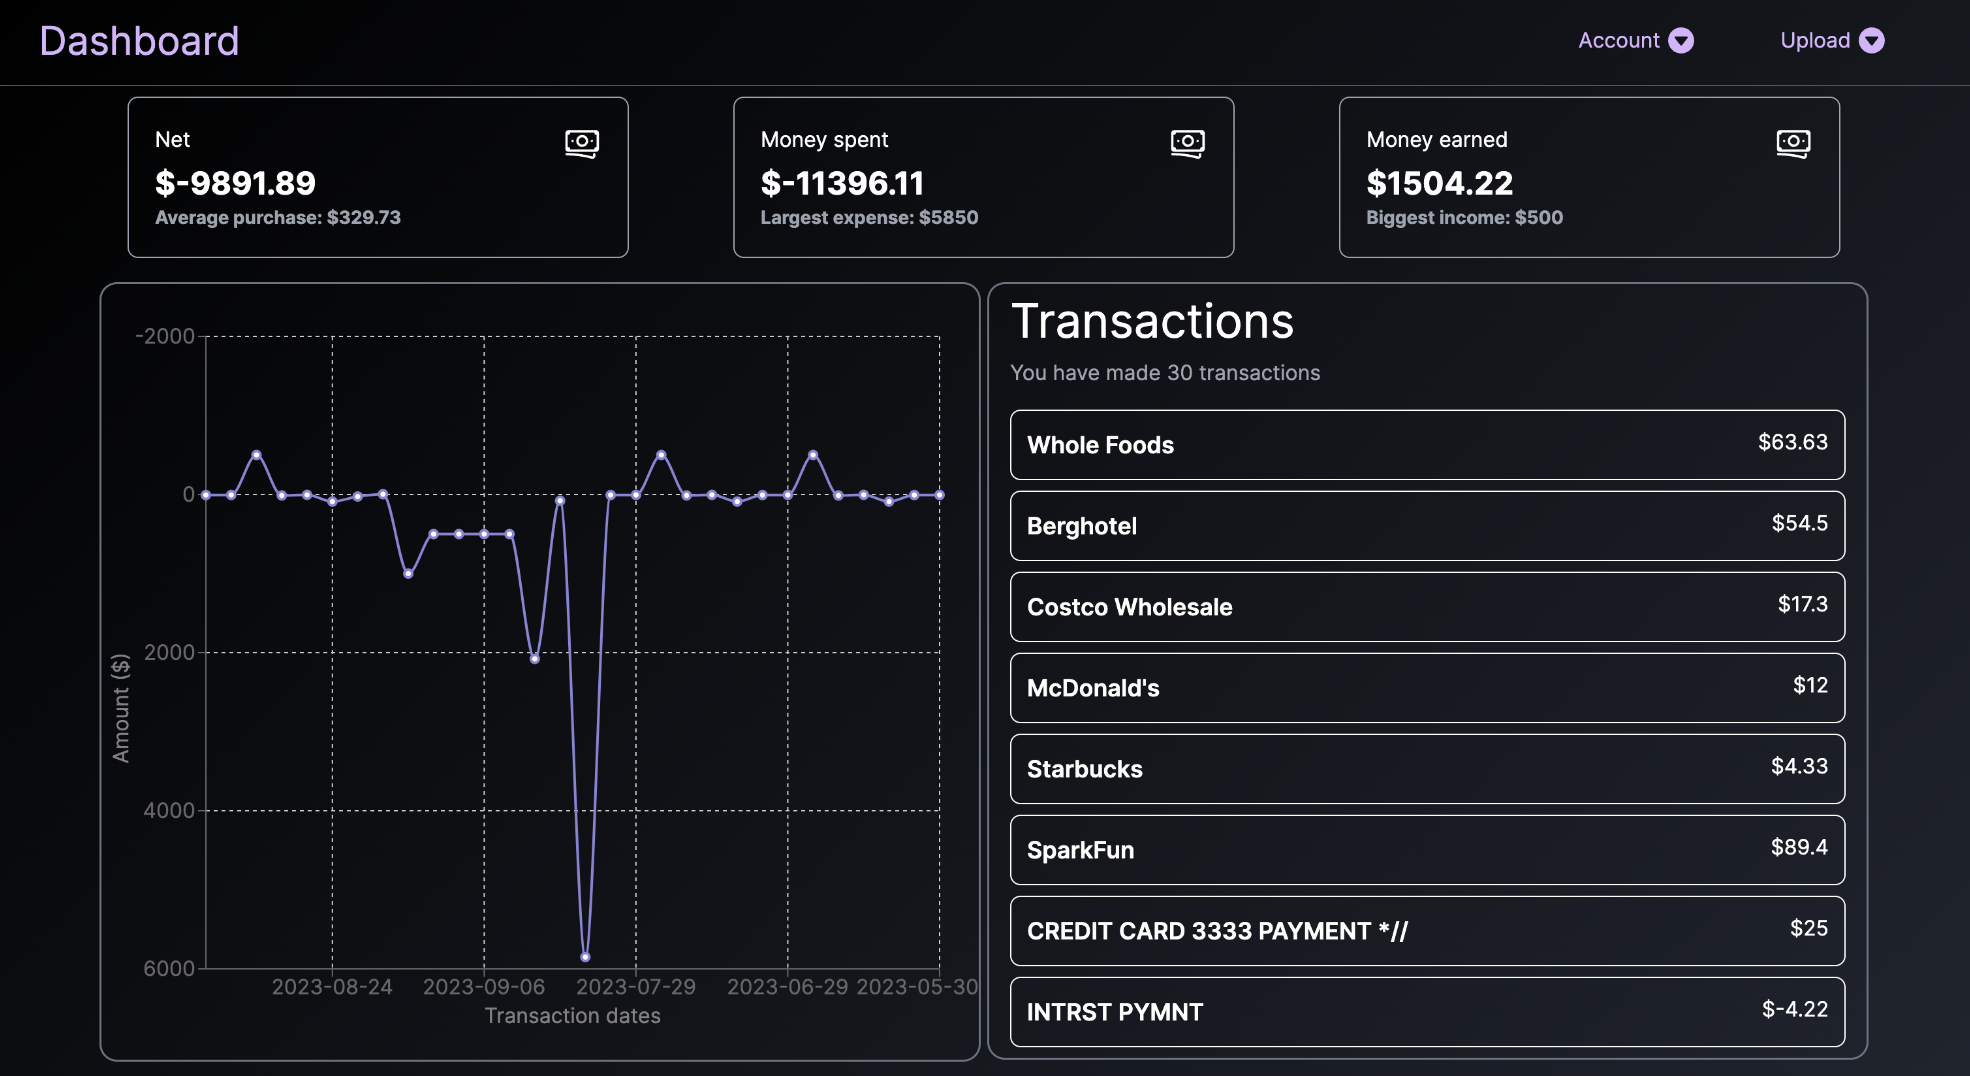 Dashboard
Account
Upload
Net
$-9891.89
Average purchase: $329.73
Money spent
$-11396.11
Largest expense: $5850
Money earned
$1504.22
Biggest income: $500
-2000
0
2000
4000
6000
Amount ($)
2023-08-24 2023-09-06 2023-07-29 2023-06-29 2023-05-30
Transaction dates
Transactions
You have made 30 transactions
Whole Foods $63.63
Berghotel $54.5
Costco Wholesale $17.3
McDonald's $12
Starbucks $4.33
SparkFun $89.4
CREDIT CARD 3333 PAYMENT *// $25
INTRST PYMNT $-4.22